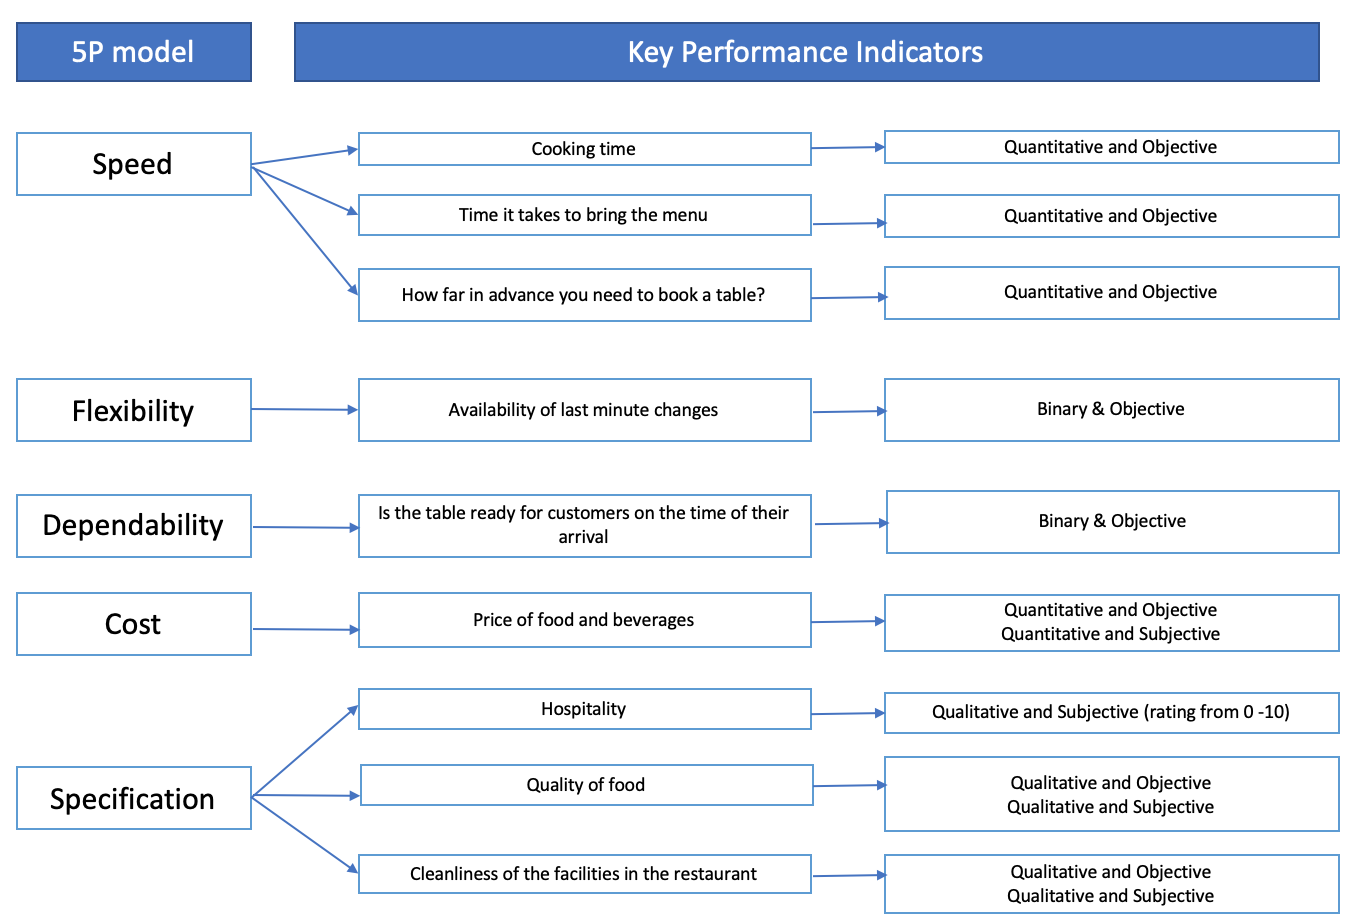 5P model
Key Performance Indicators
Speed
Cooking time
Quantitative and Objective
Time it takes to bring the menu
Quantitative and Objective
How far in advance you need to book a table?
Quantitative and Objective
Flexibility
Availability of last minute changes
Binary & Objective
Dependability
Is the table ready for customers on the time of their
arrival
Binary & Objective
Cost
Price of food and beverages
Quantitative and Objective
Quantitative and Subjective
Specification
Hospitality
Qualitative and Subjective (rating from 0 -10)
Quality of food
Qualitative and Objective
Qualitative and Subjective
Cleanliness of the facilities in the restaurant
Qualitative and Objective
Qualitative and Subjective